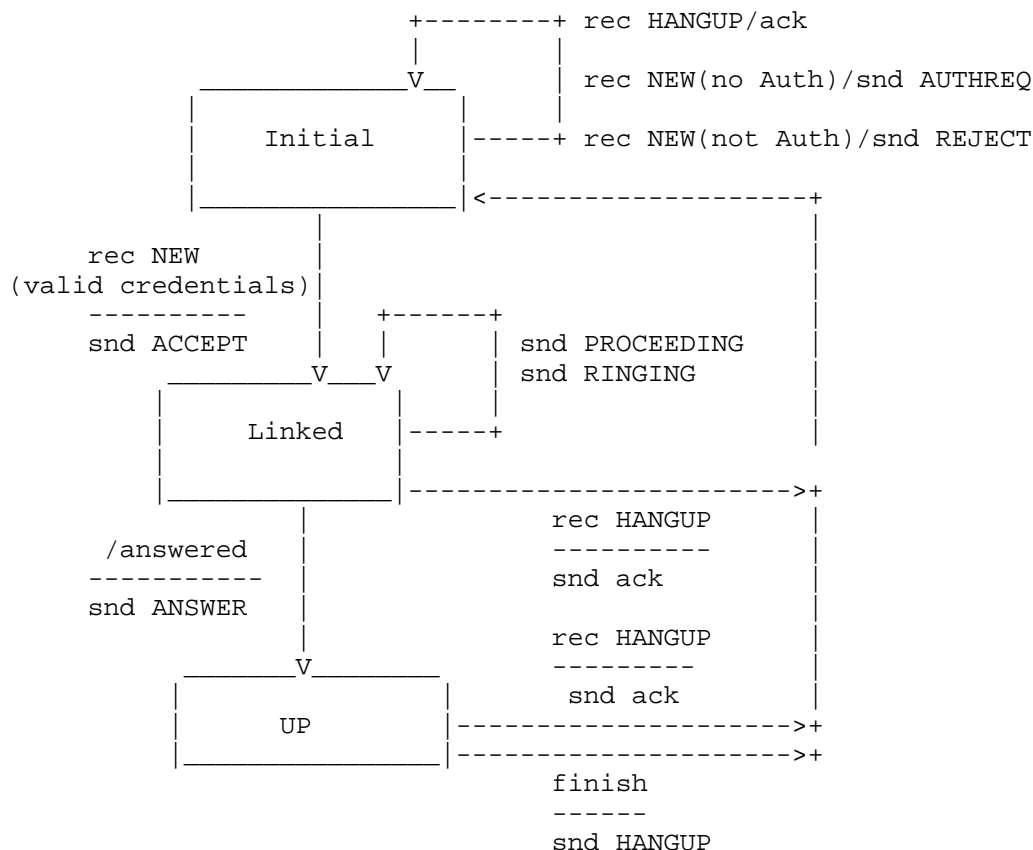 rec HANGUP/ack
rec NEW(no Auth)/snd AUTHREQ
Initial
rec NEW(not Auth)/snd REJECT
rec NEW
(valid credentials)
----------
snd ACCEPT
snd PROCEEDING
snd RINGING
Linked
rec HANGUP
----------
snd ack
/answered
-----------
snd ANSWER
rec HANGUP
---------
snd ack
UP
finish
------
snd HANGUP